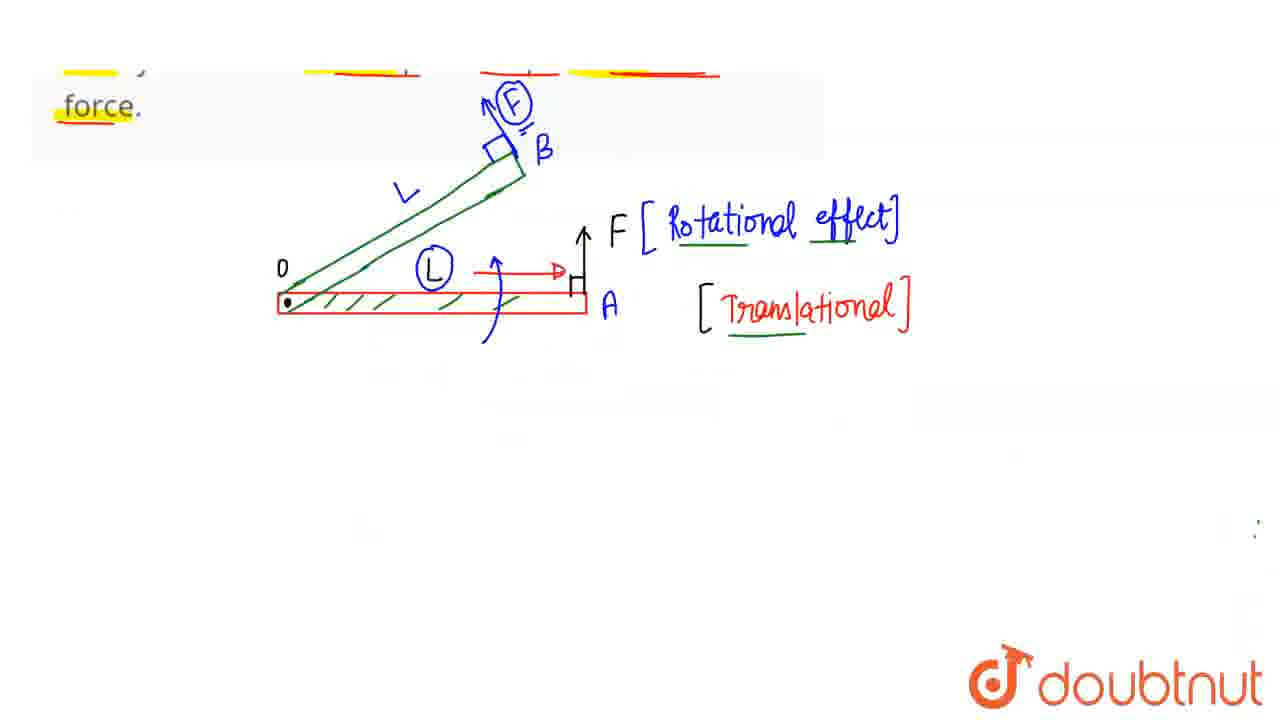 force.
F
B
L
F [Rotational effect]
O
L
A
[Translational]
doubtnut